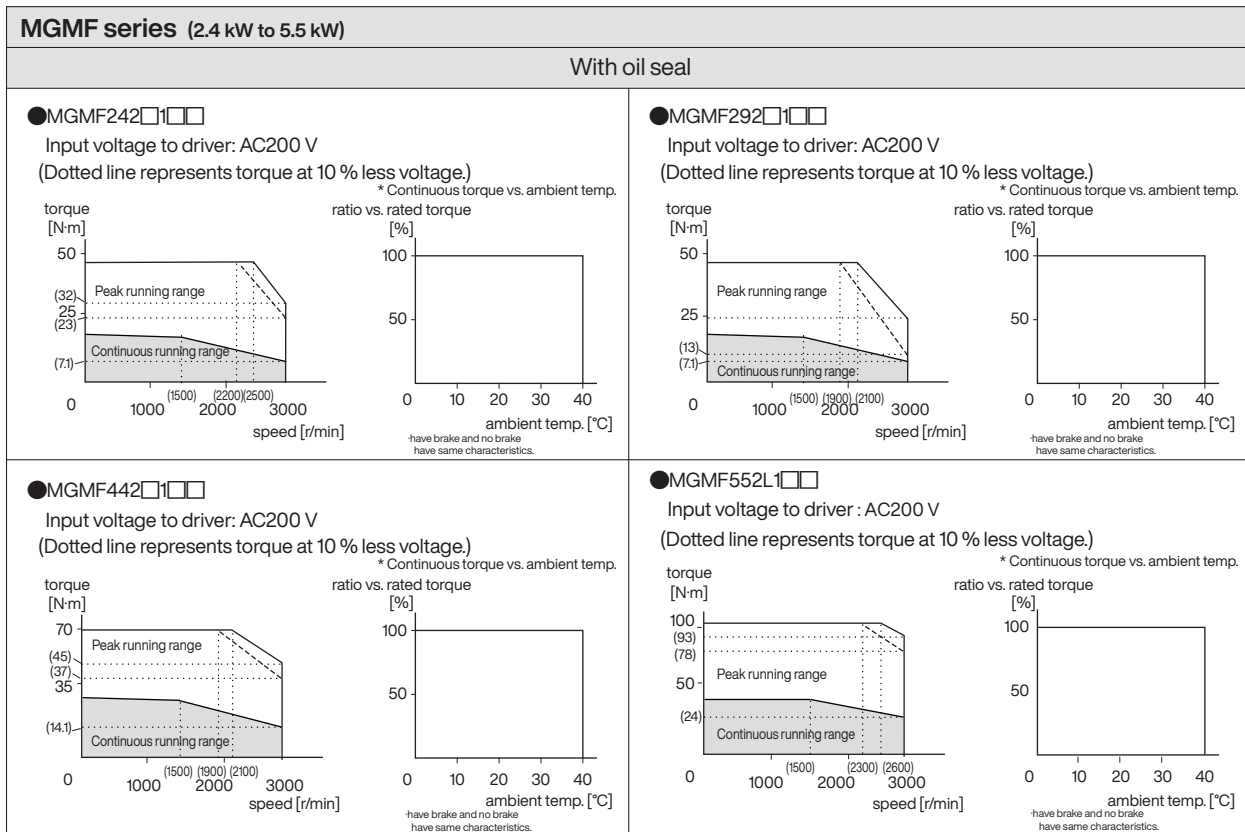 MGMF series (2.4 kW to 5.5 kW)
With oil seal
●MGMF242□1□□
Input voltage to driver: AC200 V
(Dotted line represents torque at 10 % less voltage.)
* Continuous torque vs. ambient temp.
torque
[N·m]
50
(32)
25
(23)
(7.1)
Peak running range
Continuous running range
0
1000
(1500)
2000
(2200)
(2500)
3000
speed [r/min]
ratio vs. rated torque
[%]
100
50
0
10
20
30
40
ambient temp. [°C]
·have brake and no brake
have same characteristics.
●MGMF292□1□□
Input voltage to driver: AC200 V
(Dotted line represents torque at 10 % less voltage.)
* Continuous torque vs. ambient temp.
torque
[N·m]
50
25
(13)
(7.1)
Peak running range
Continuous running range
0
1000
(1500)
(1900)
2000
(2100)
3000
speed [r/min]
ratio vs. rated torque
[%]
100
50
0
10
20
30
40
ambient temp. [°C]
·have brake and no brake
have same characteristics.
●MGMF442□1□□
Input voltage to driver: AC200 V
(Dotted line represents torque at 10 % less voltage.)
* Continuous torque vs. ambient temp.
torque
[N·m]
70
(45)
(37)
35
(14.1)
Peak running range
Continuous running range
0
1000
(1500)
(1900)
2000
(2100)
3000
speed [r/min]
ratio vs. rated torque
[%]
100
50
0
10
20
30
40
ambient temp. [°C]
·have brake and no brake
have same characteristics.
●MGMF552L1□□
Input voltage to driver : AC200 V
(Dotted line represents torque at 10 % less voltage.)
* Continuous torque vs. ambient temp.
torque
[N·m]
100
(93)
(78)
50
(24)
Peak running range
Continuous running range
0
1000
(1500)
2000
(2300)
(2600)
3000
speed [r/min]
ratio vs. rated torque
[%]
100
50
0
10
20
30
40
ambient temp. [°C]
·have brake and no brake
have same characteristics.